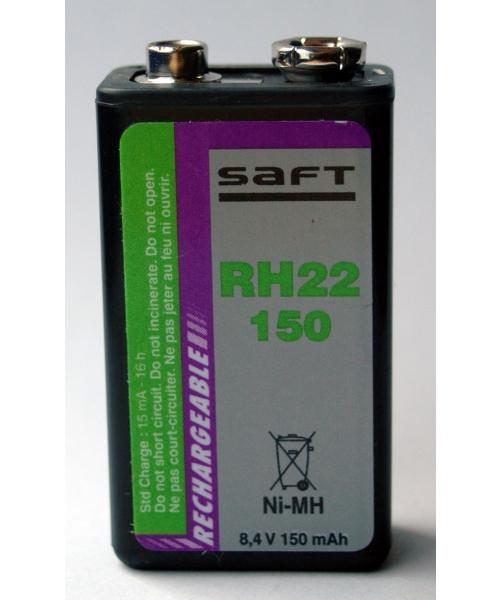 SAFT
RH22
150
Ni-MH
8,4 V 150 mAh
RECHARGEABLE
Std Charge : 15 mA - 16 h
Do not short circuit. Do not incinerate. Do not open.
Ne pas court-circuiter. Ne pas jeter au feu ni ouvrir.